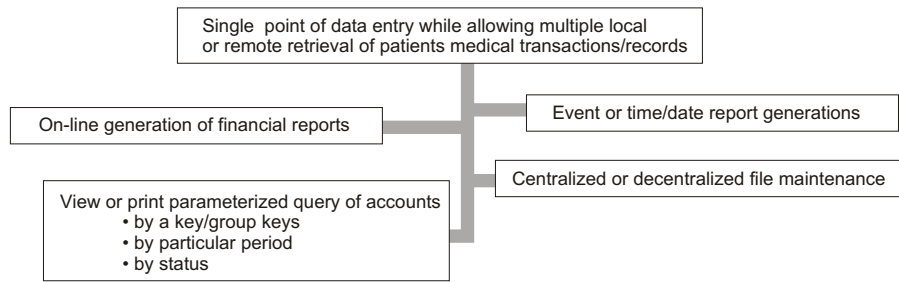 Single point of data entry while allowing multiple local
or remote retrieval of patients medical transactions/records
Event or time/date report generations
On-line generation of financial reports
Centralized or decentralized file maintenance
View or print parameterized query of accounts
• by a key/group keys
• by particular period
• by status